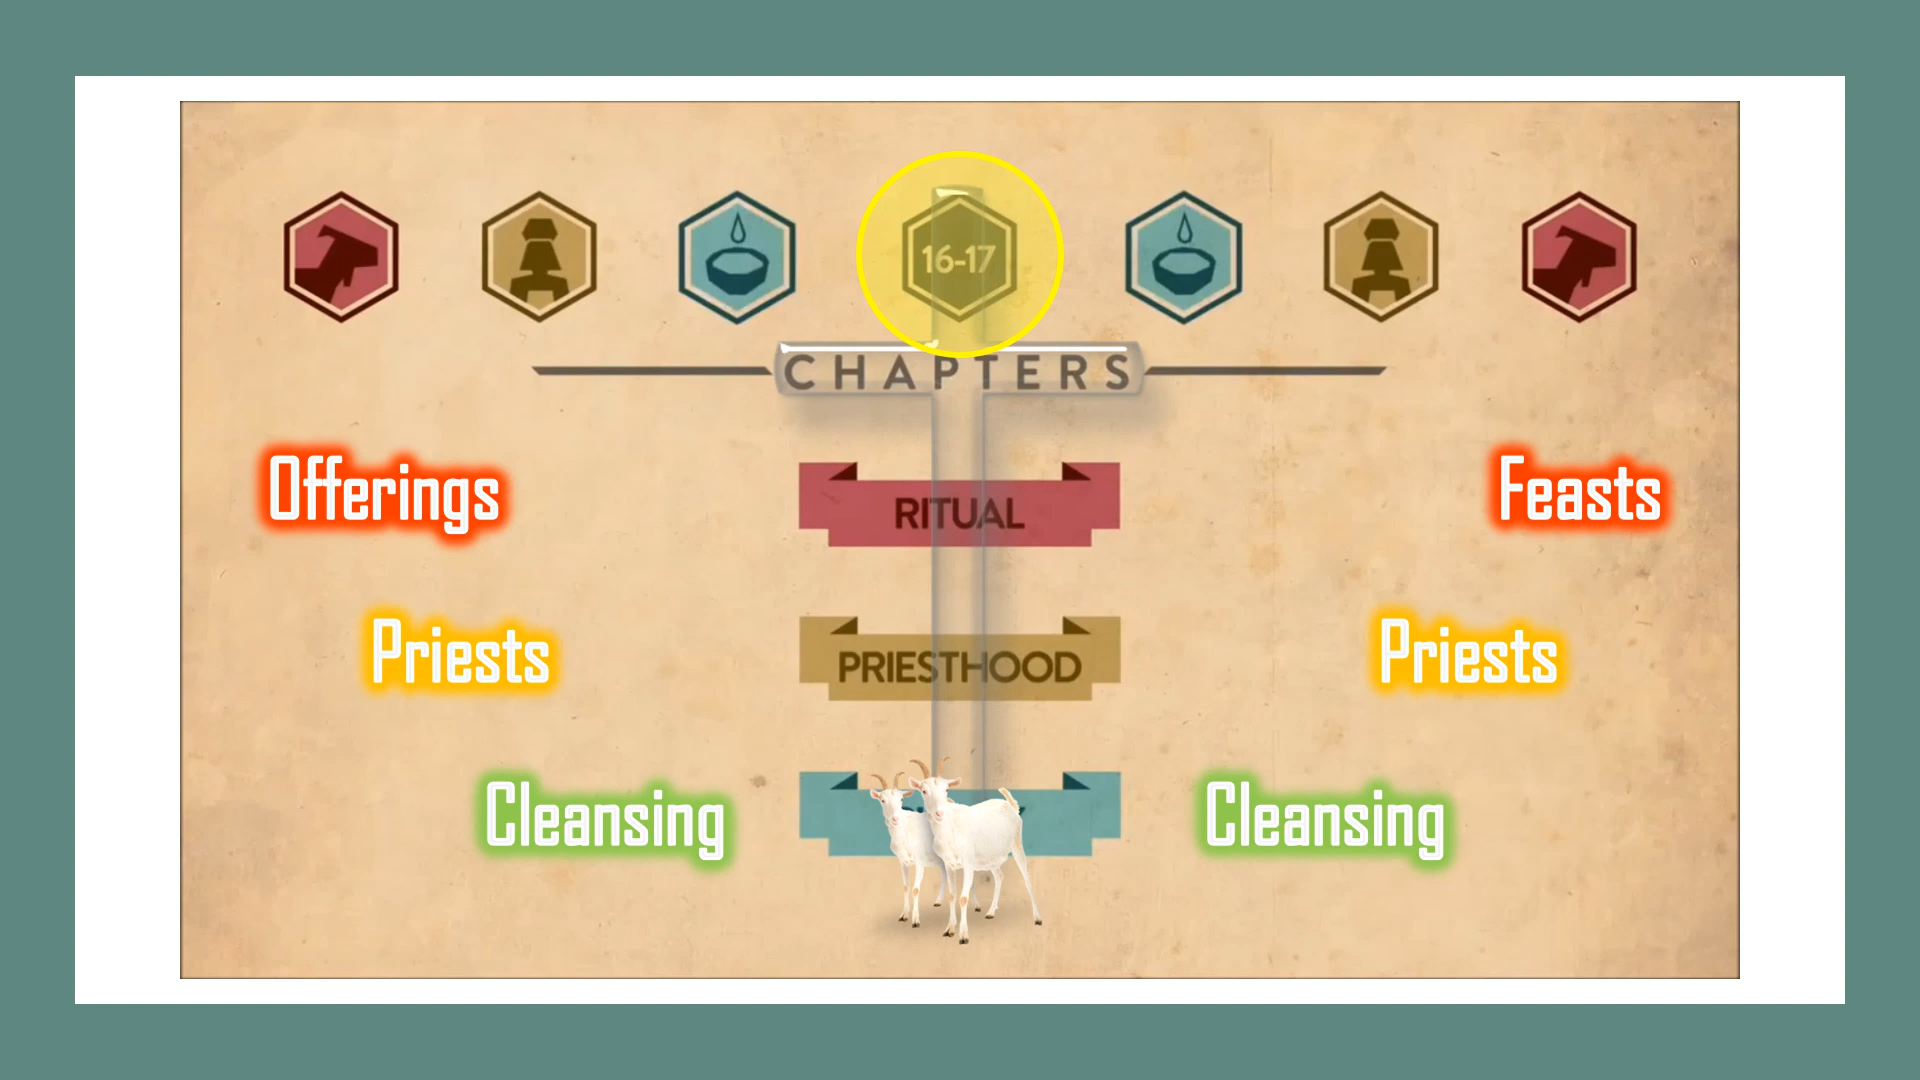 16-17
CHAPTERS
Offerings
RITUAL
Feasts
Priests
PRIESTHOOD
Priests
Cleansing
Cleansing